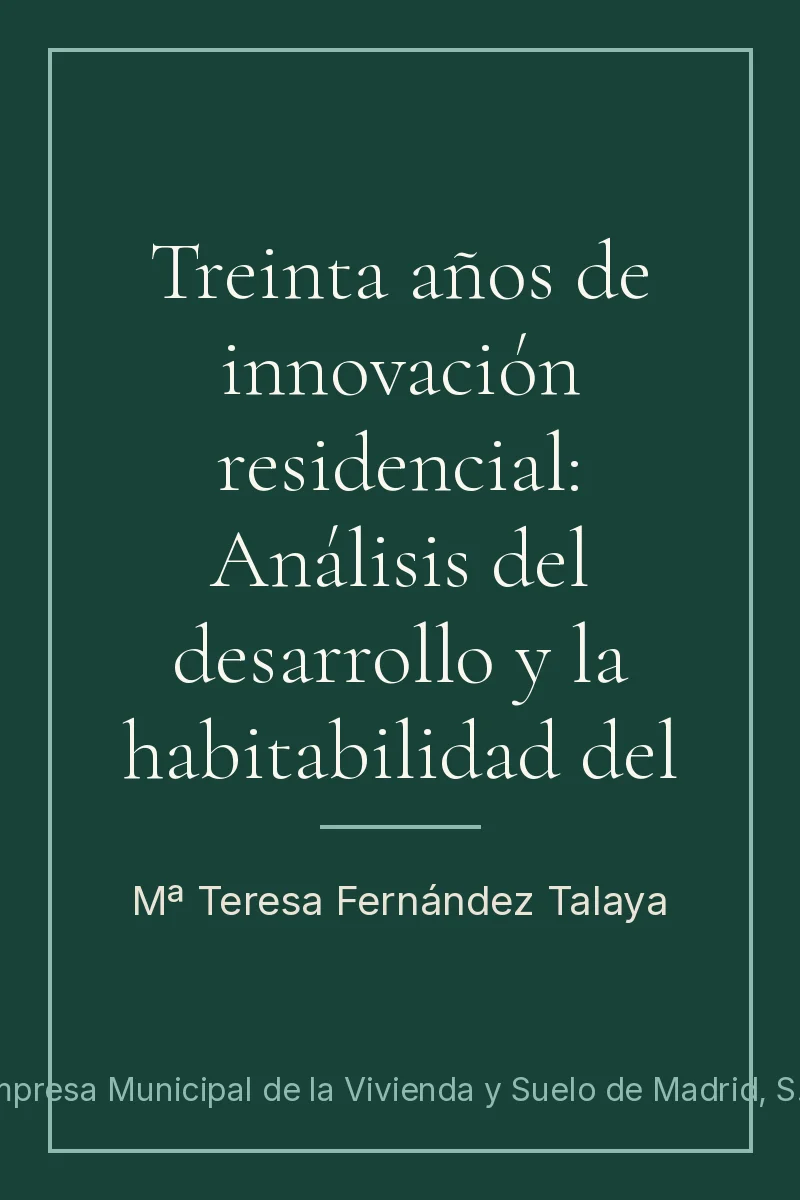 Treinta años de
innovación
residencial:
Análisis del
desarrollo y la
habitabilidad del
Mª Teresa Fernández Talaya
mpresa Municipal de la Vivienda y Suelo de Madrid, S.